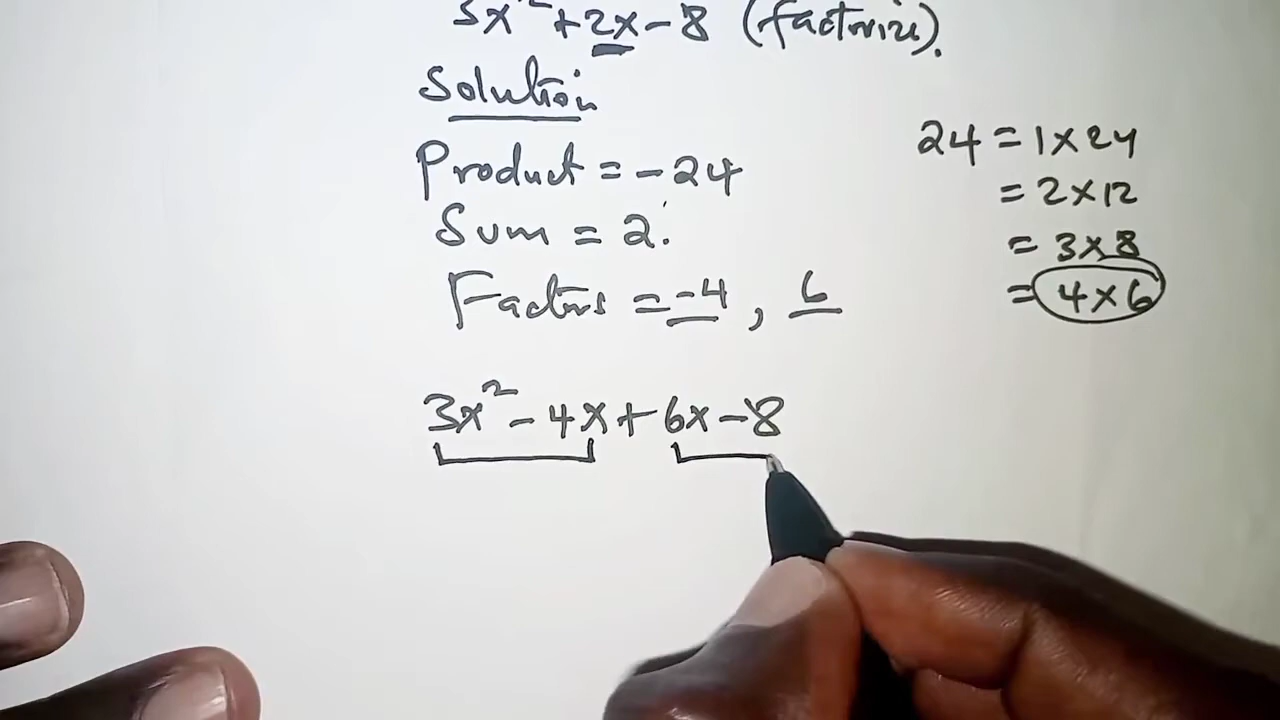 3x² + 2x - 8 (factorize).
Solution
Product = -24
Sum = 2.
Factors = -4, 6
3x² - 4x + 6x - 8
24 = 1 x 24
= 2 x 12
= 3 x 8
= 4 x 6